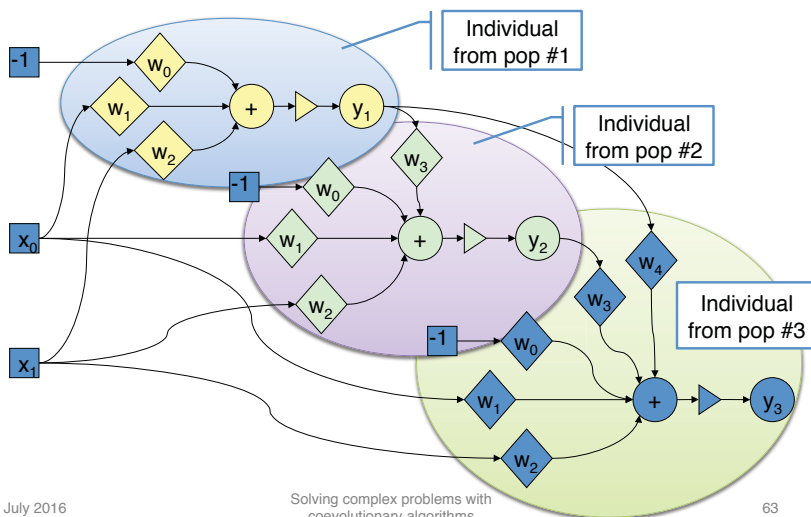 Individual
from pop #1
-1
w0
w1
+
y1
w2
Individual
from pop #2
w3
-1
w0
x0
w1
+
y2
w4
w2
w3
Individual
from pop #3
-1
w0
x1
w1
+
y3
w2
July 2016
Solving complex problems with
coevolutionary algorithms
63